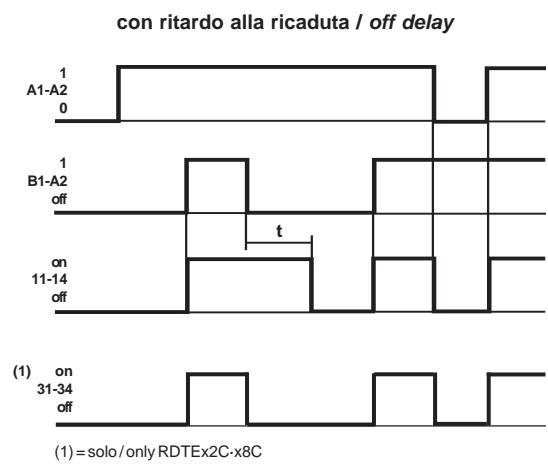 con ritardo alla ricaduta / off delay
1
A1-A2
0
1
B1-A2
off
t
on
11-14
off
(1) on
31-34
off
(1) = solo / only RDTEx2C-x8C